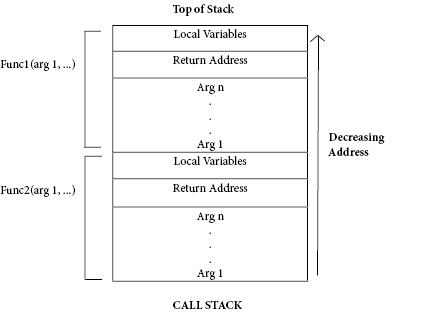 Top of Stack
Local Variables
Func1(arg 1, ...)
Return Address
Arg n
.
.
.
Arg 1
Decreasing
Address
Local Variables
Func2(arg 1, ...)
Return Address
Arg n
.
.
.
Arg 1
CALL STACK